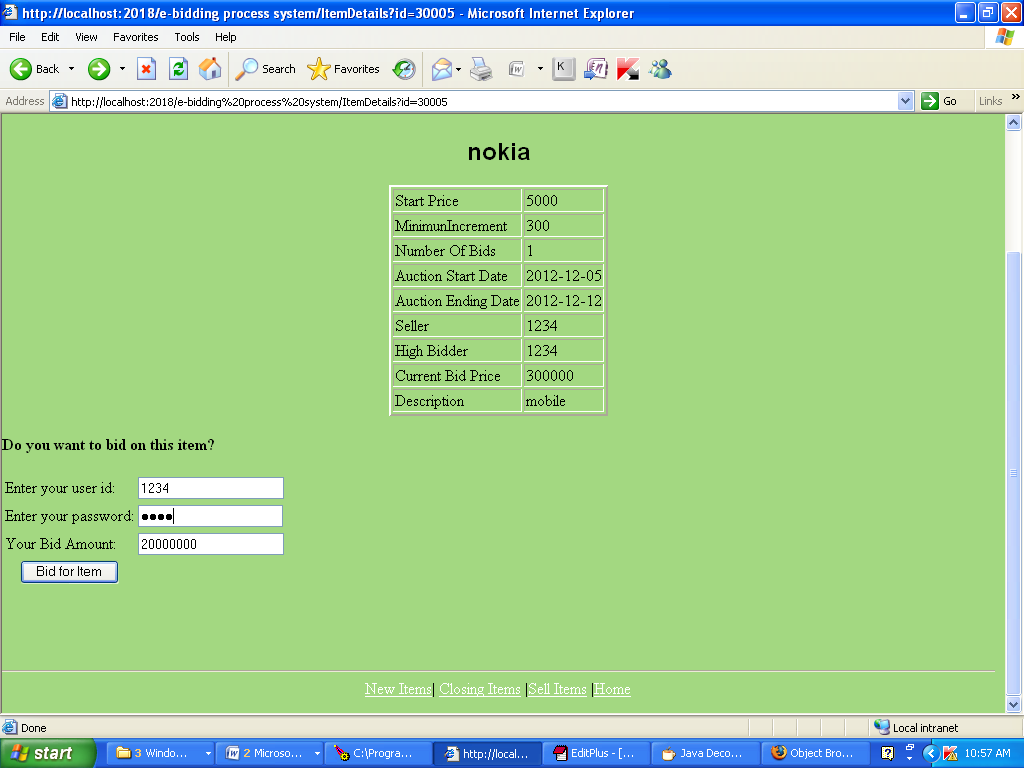 http://localhost:2018/e-bidding process system/ItemDetails?id=30005 - Microsoft Internet Explorer
File Edit View Favorites Tools Help
Back Search Favorites K
Address http://localhost:2018/e-bidding%20process%20system/ItemDetails?id=30005 Go Links »
nokia
Start Price 5000
MinimunIncrement 300
Number Of Bids 1
Auction Start Date 2012-12-05
Auction Ending Date 2012-12-12
Seller 1234
High Bidder 1234
Current Bid Price 300000
Description mobile
Do you want to bid on this item?
Enter your user id: 1234
Enter your password: ●●●●
Your Bid Amount: 20000000
Bid for Item
New Items| Closing Items |Sell Items |Home
Done Local intranet
start 3 Windo... 2 Microso... C:\Progra... http://local... EditPlus - [... Java Deco... Object Bro... 10:57 AM